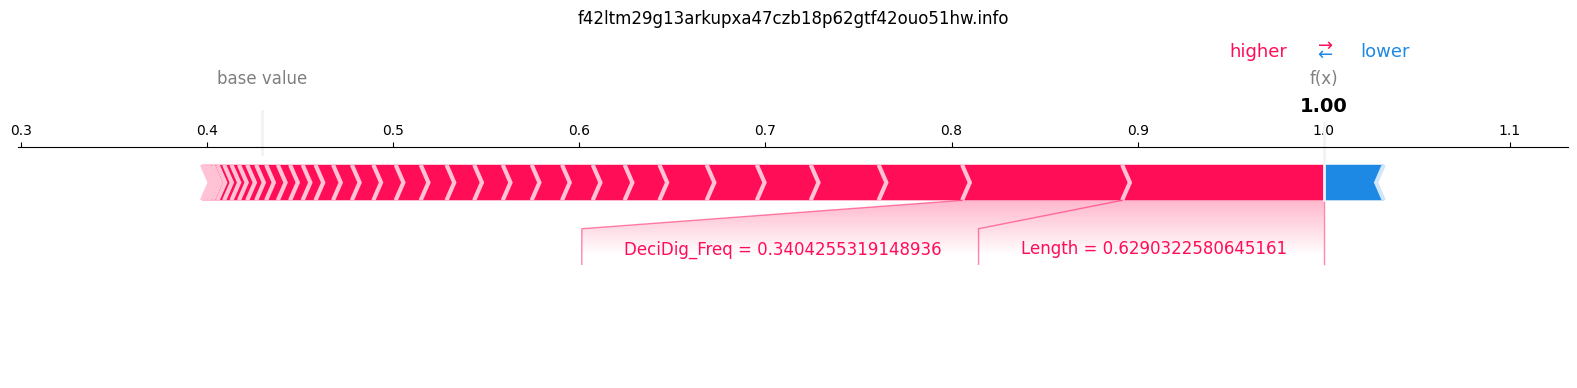 f42ltm29g13arkupxa47czb18p62gtf42ouo51hw.info
higher ⇄ lower
base value f(x)
1.00
0.3 0.4 0.5 0.6 0.7 0.8 0.9 1.0 1.1
DeciDig_Freq = 0.3404255319148936 Length = 0.6290322580645161